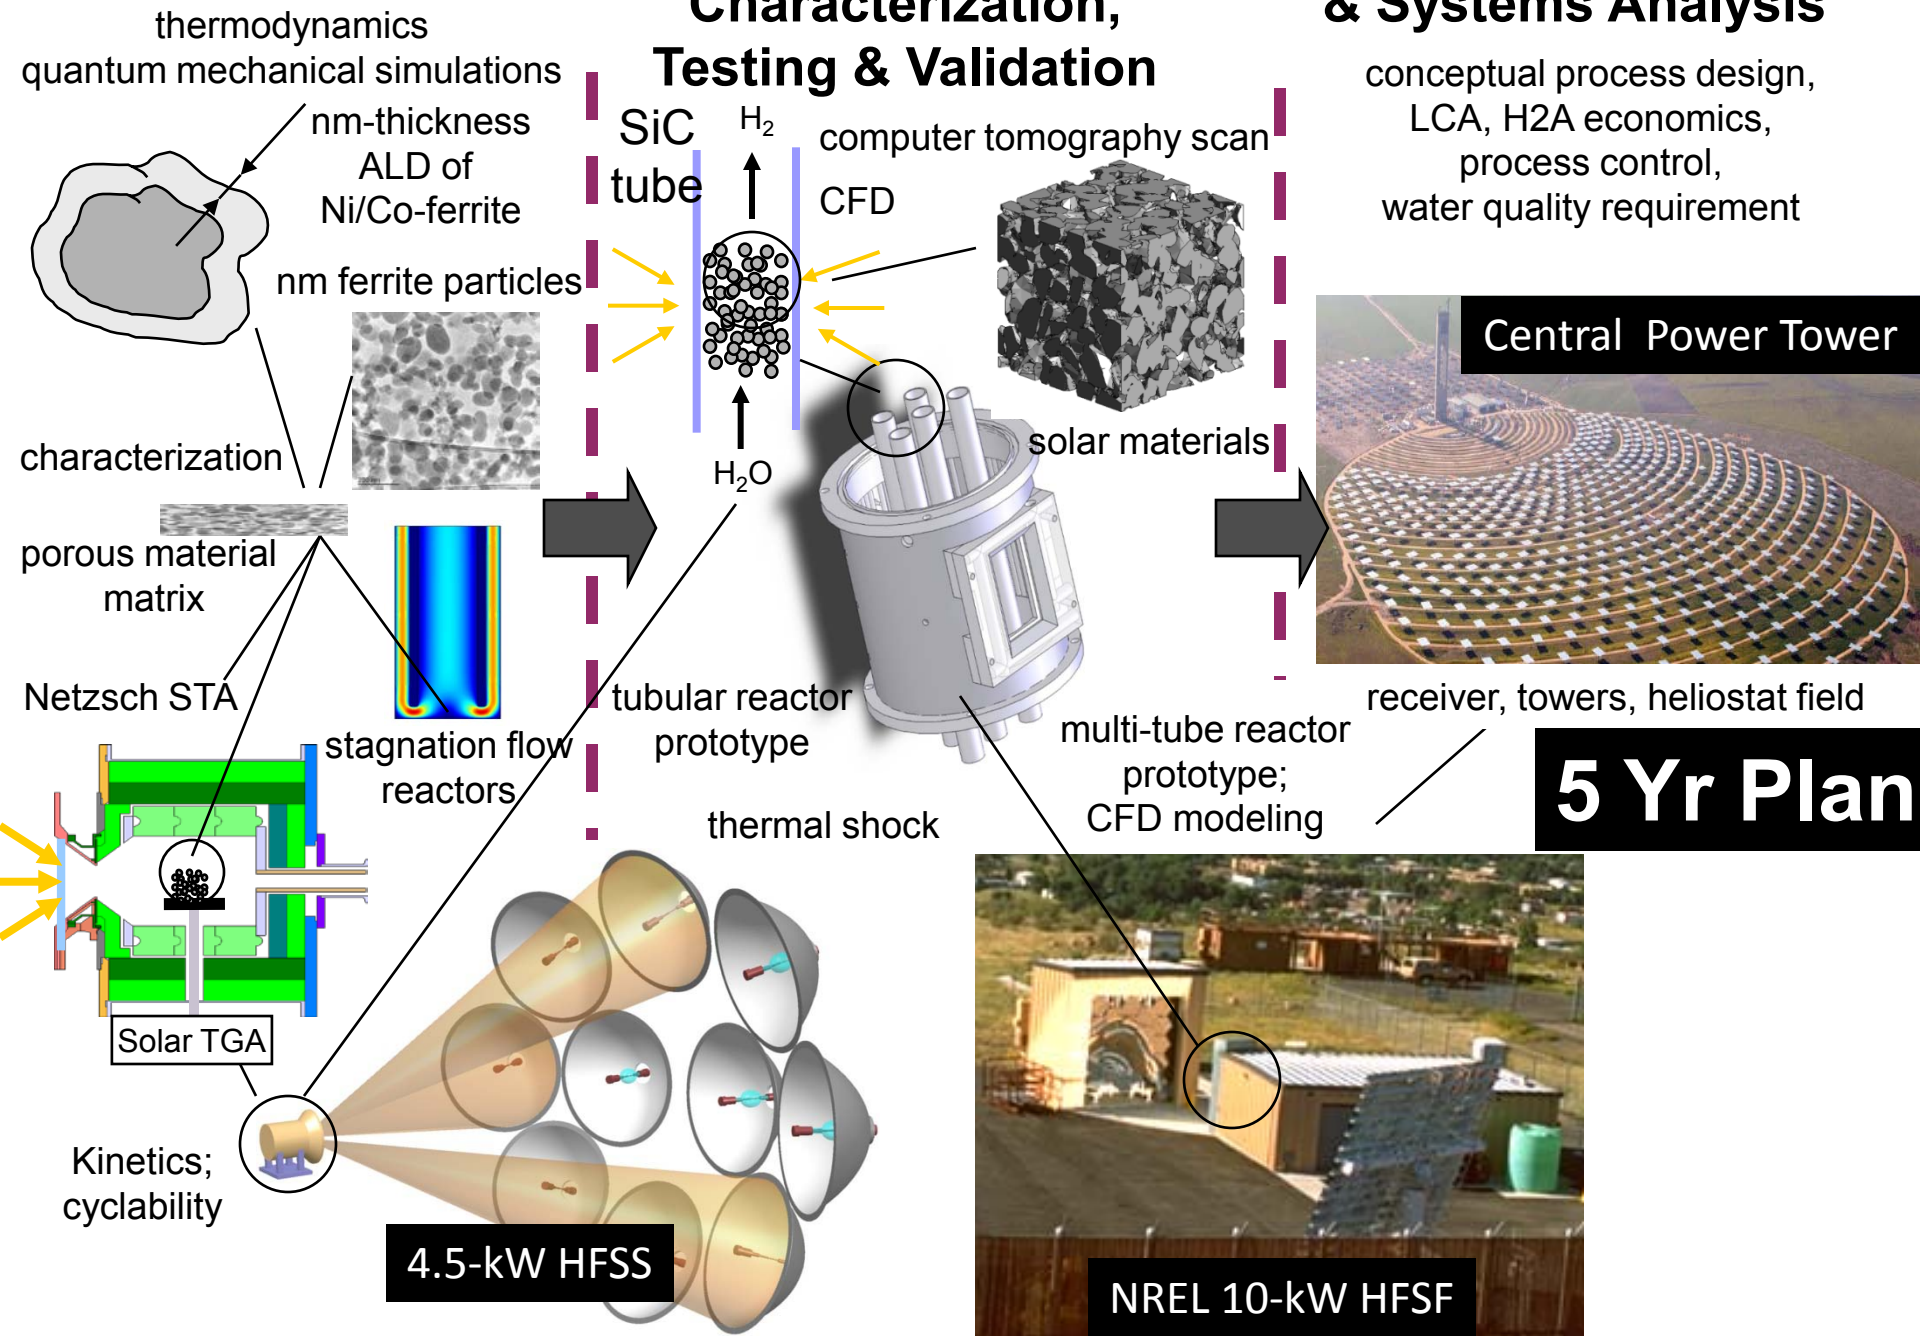 thermodynamics
quantum mechanical simulations
nm-thickness
ALD of
Ni/Co-ferrite
nm ferrite particles
characterization
porous material
matrix
Netzsch STA
stagnation flow
reactors
Solar TGA
Kinetics;
cyclability
Characterization,
Testing & Validation
SiC
tube
H2
computer tomography scan
CFD
solar materials
H2O
tubular reactor
prototype
thermal shock
multi-tube reactor
prototype;
CFD modeling
4.5-kW HFSS
NREL 10-kW HFSF
& Systems Analysis
conceptual process design,
LCA, H2A economics,
process control,
water quality requirement
Central Power Tower
receiver, towers, heliostat field
5 Yr Plan